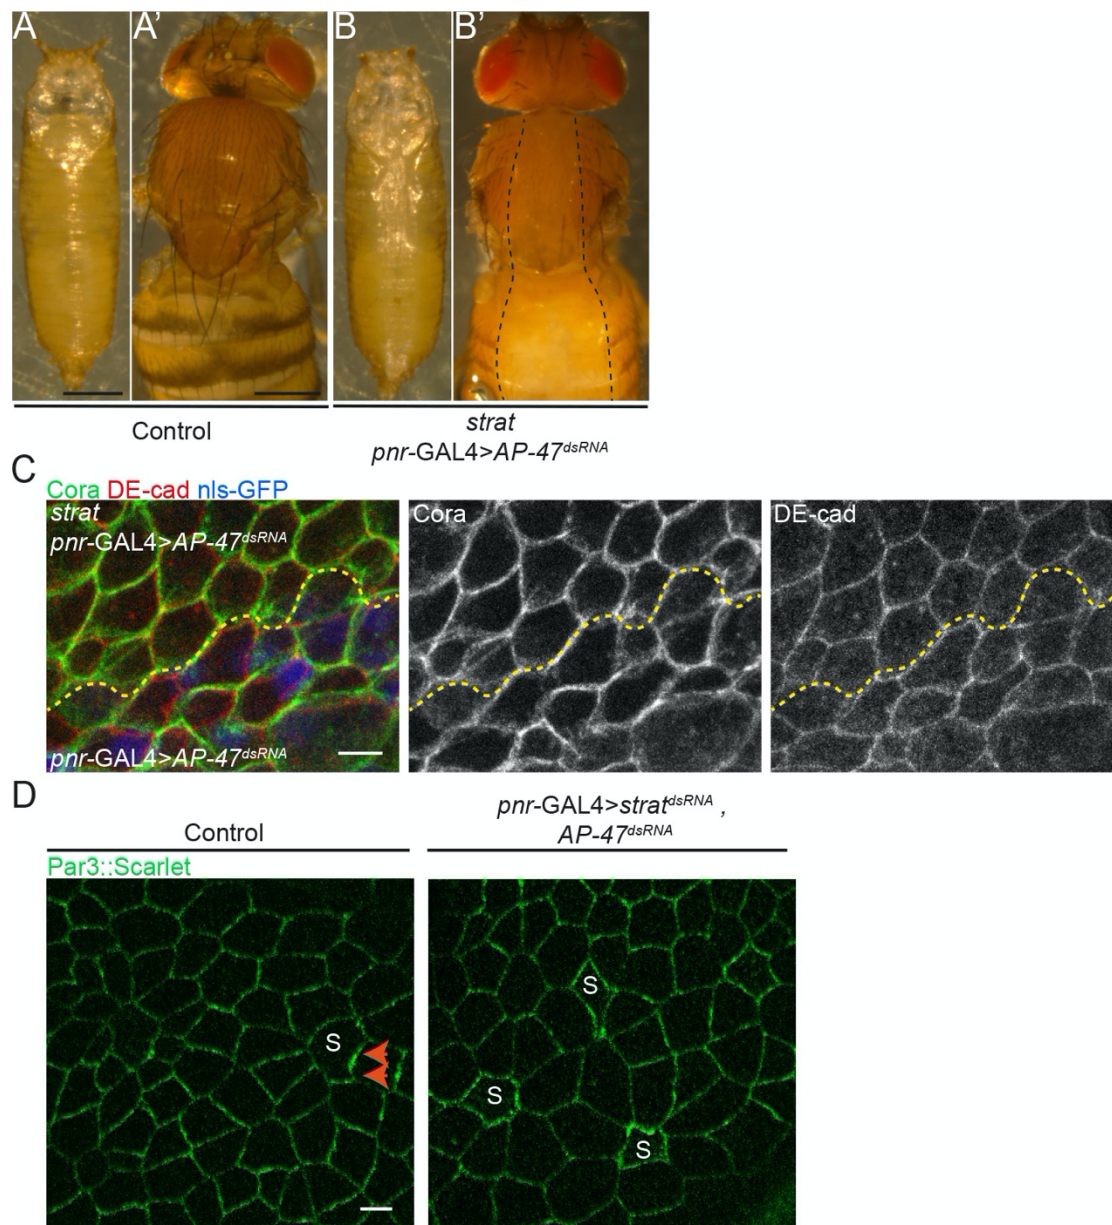 A A’ B B’
Control
strat
pnr-GAL4>AP-47dsRNA
C
Cora DE-cad nls-GFP
strat
pnr-GAL4>AP-47dsRNA
pnr-GAL4>AP-47dsRNA
Cora
DE-cad
D
Control
pnr-GAL4>stratdsRNA ,
AP-47dsRNA
Par3::Scarlet
S
S
S
S